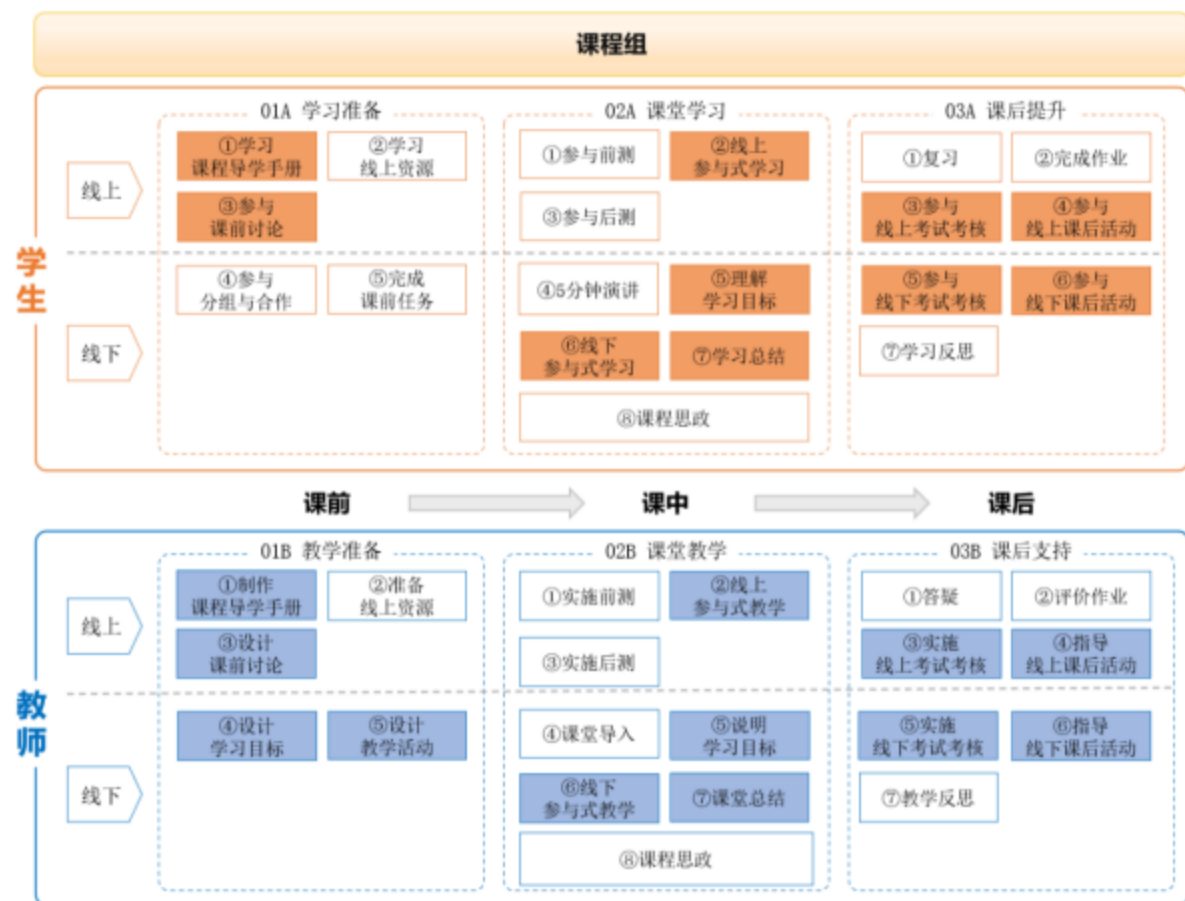 课程组
学生
01A 学习准备
02A 课堂学习
03A 课后提升
线上
①学习
课程导学手册
②学习
线上资源
③参与
课前讨论
①参与前测
②线上
参与式学习
③参与后测
①复习
②完成作业
③参与
线上考试考核
④参与
线上课后活动
线下
④参与
分组与合作
⑤完成
课前任务
④5分钟演讲
⑤理解
学习目标
⑥线下
参与式学习
⑦学习总结
⑧课程思政
⑤参与
线下考试考核
⑥参与
线下课后活动
⑦学习反思
课前
课中
课后
教师
01B 教学准备
02B 课堂教学
03B 课后支持
线上
①制作
课程导学手册
②准备
线上资源
③设计
课前讨论
①实施前测
②线上
参与式教学
③实施后测
①答疑
②评价作业
③实施
线上考试考核
④指导
线上课后活动
线下
④设计
学习目标
⑤设计
教学活动
④课堂导入
⑤说明
学习目标
⑥线下
参与式教学
⑦课堂总结
⑧课程思政
⑤实施
线下考试考核
⑥指导
线下课后活动
⑦教学反思